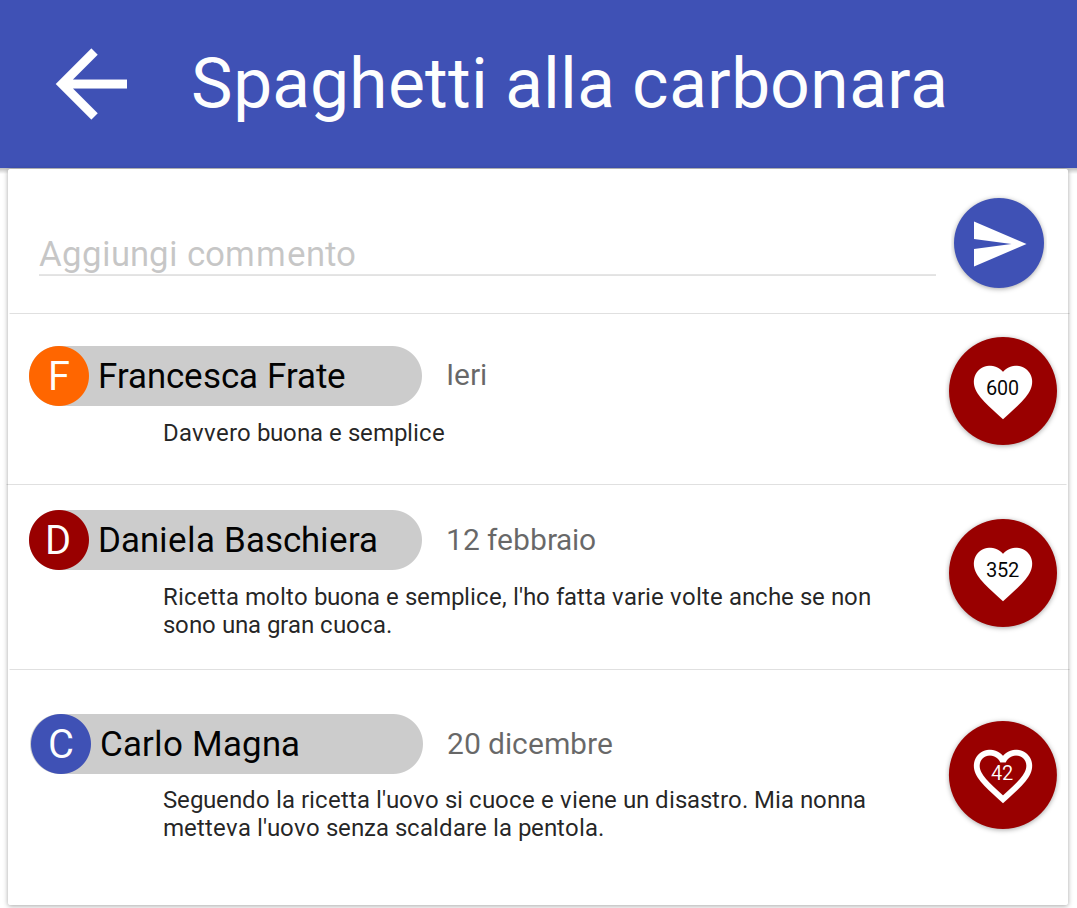 Spaghetti alla carbonara
Aggiungi commento
F Francesca Frate Ieri
600
Davvero buona e semplice
D Daniela Baschiera 12 febbraio
352
Ricetta molto buona e semplice, l'ho fatta varie volte anche se non
sono una gran cuoca.
C Carlo Magna 20 dicembre
42
Seguendo la ricetta l'uovo si cuoce e viene un disastro. Mia nonna
metteva l'uovo senza scaldare la pentola.